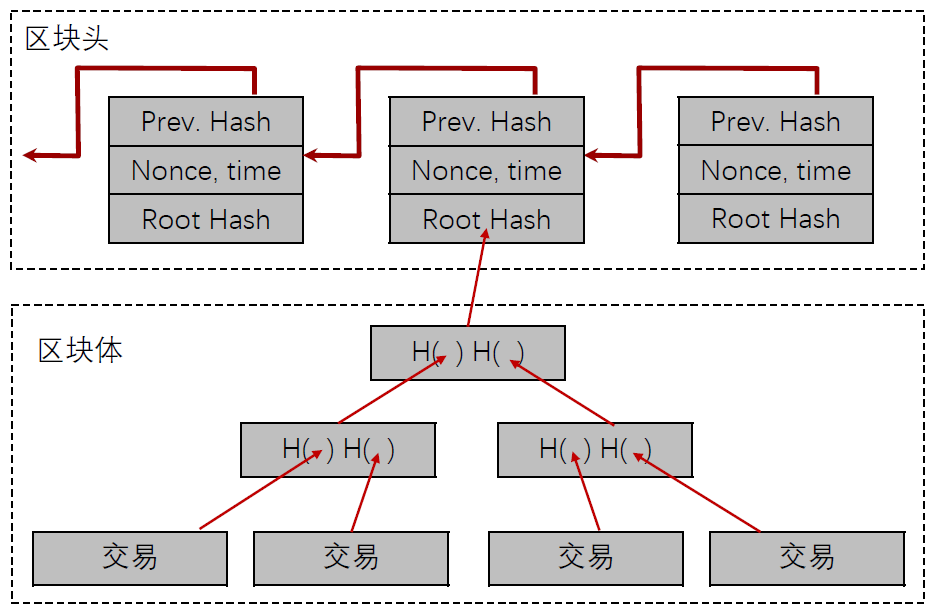 区块头
Prev. Hash
Prev. Hash
Prev. Hash
Nonce, time
Nonce, time
Nonce, time
Root Hash
Root Hash
Root Hash
区块体
H( ) H( )
H( ) H( )
H( ) H( )
交易
交易
交易
交易